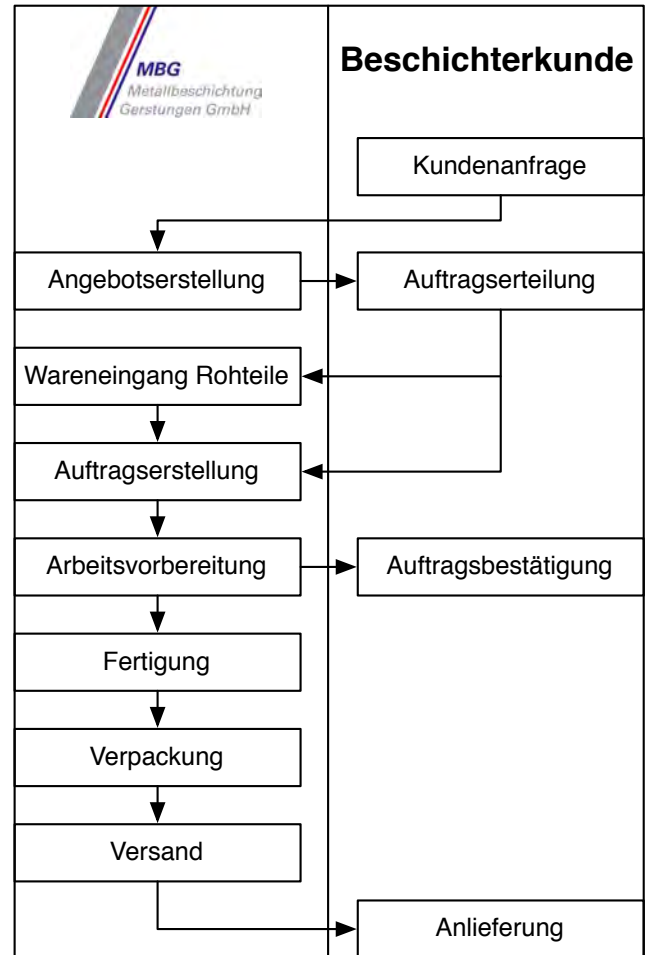 MBG
Metallbeschichtung
Gerstungen GmbH
Beschichterkunde
Kundenanfrage
Angebotserstellung
Auftragserteilung
Wareneingang Rohteile
Auftragserstellung
Arbeitsvorbereitung
Auftragsbestätigung
Fertigung
Verpackung
Versand
Anlieferung